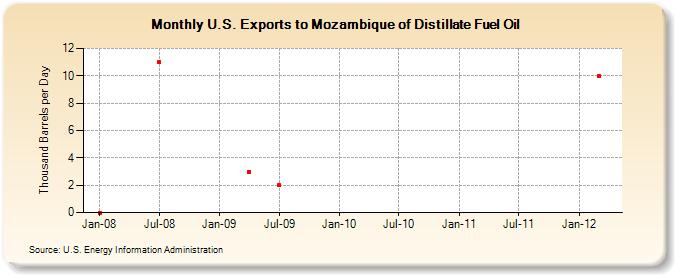 Monthly U.S. Exports to Mozambique of Distillate Fuel Oil
Thousand Barrels per Day
12
10
8
6
4
2
0
Jan-08 Jul-08 Jan-09 Jul-09 Jan-10 Jul-10 Jan-11 Jul-11 Jan-12
Source: U.S. Energy Information Administration